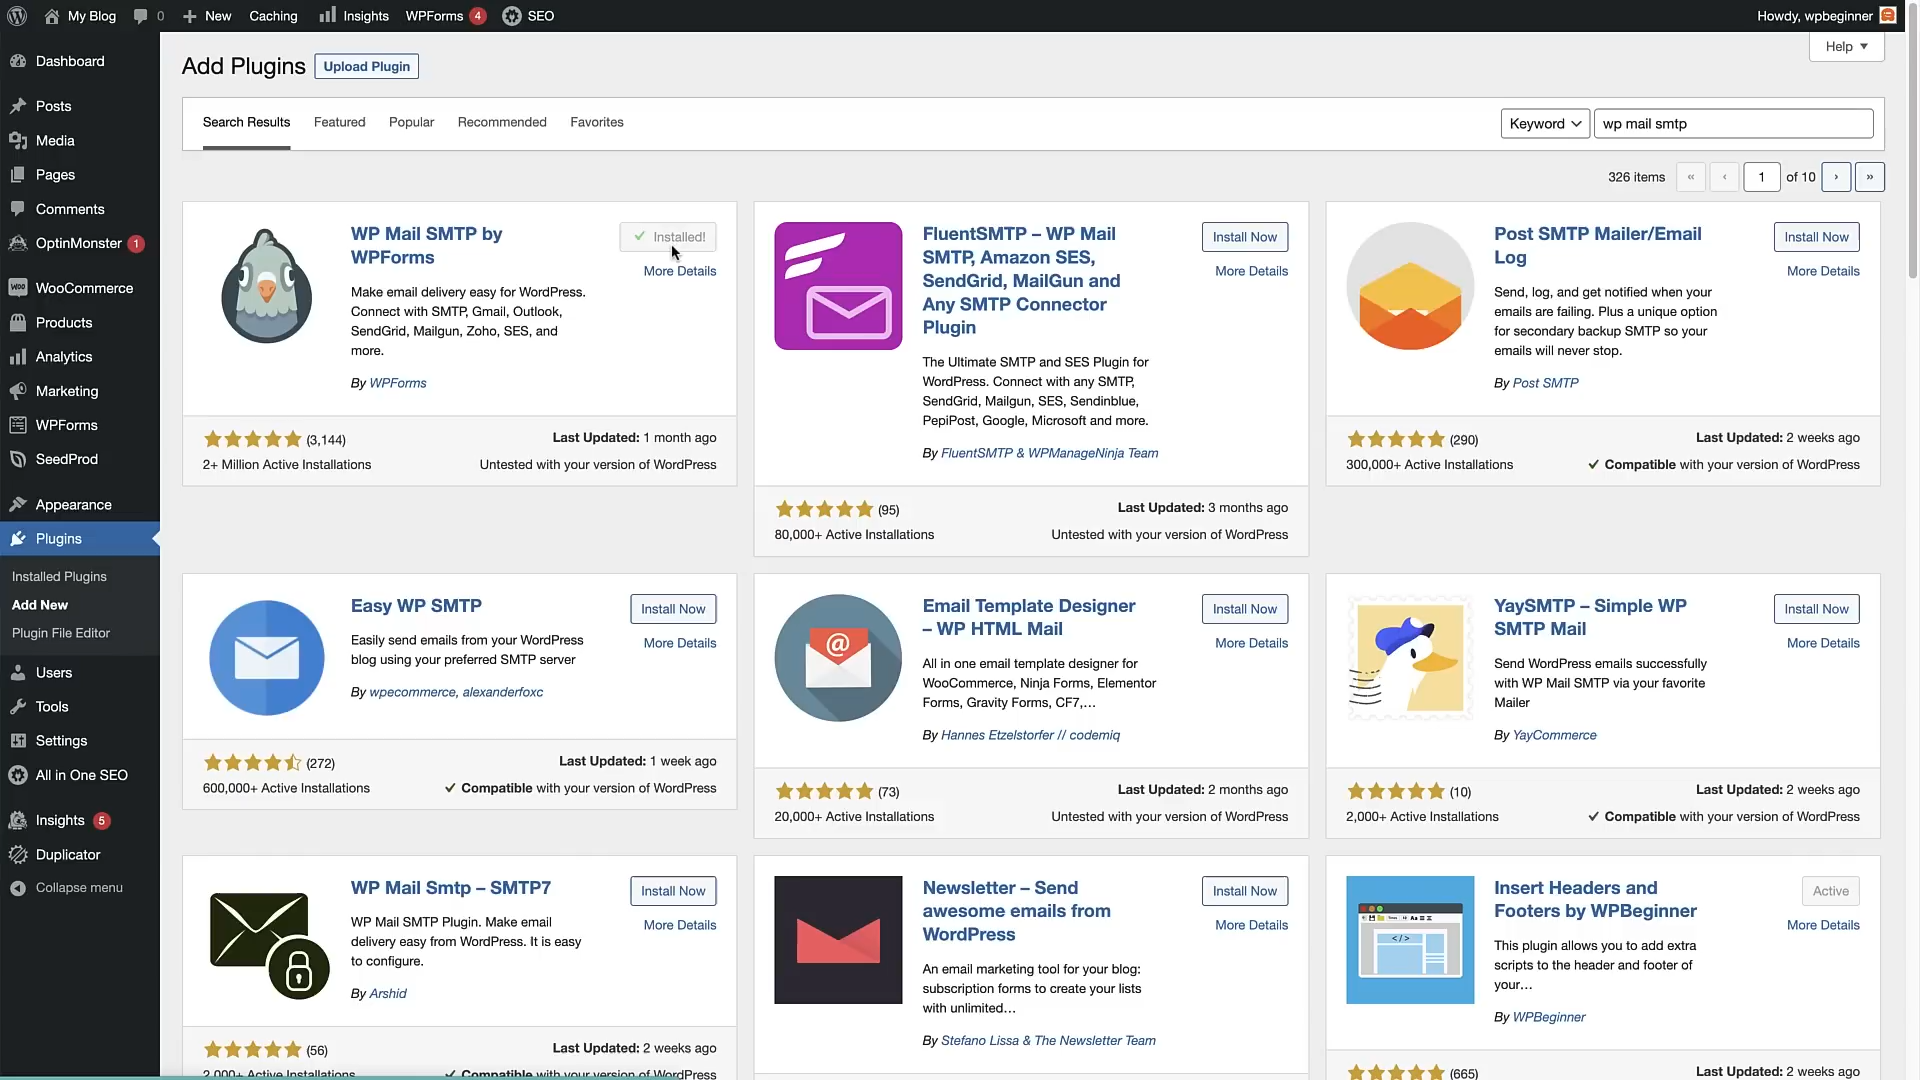 My Blog 0 New Caching Insights WPForms 4 SEO Howdy, wpbeginner
Help
Dashboard
Posts
Media
Pages
Comments
OptinMonster 1
WooCommerce
Products
Analytics
Marketing
WPForms
SeedProd
Appearance
Plugins
Installed Plugins
Add New
Plugin File Editor
Users
Tools
Settings
All in One SEO
Insights 5
Duplicator
Collapse menu
Add Plugins Upload Plugin
Search Results Featured Popular Recommended Favorites Keyword wp mail smtp
326 items « ‹ 1 of 10 › »
WP Mail SMTP by
WPForms
Installed!
More Details
Make email delivery easy for WordPress.
Connect with SMTP, Gmail, Outlook,
SendGrid, Mailgun, Zoho, SES, and
more.
By WPForms
(3,144)
Last Updated: 1 month ago
2+ Million Active Installations
Untested with your version of WordPress
FluentSMTP – WP Mail
SMTP, Amazon SES,
SendGrid, MailGun and
Any SMTP Connector
Plugin
Install Now
More Details
The Ultimate SMTP and SES Plugin for
WordPress. Connect with any SMTP,
SendGrid, Mailgun, SES, Sendinblue,
PepiPost, Google, Microsoft and more.
By FluentSMTP & WPManageNinja Team
(95)
Last Updated: 3 months ago
80,000+ Active Installations
Untested with your version of WordPress
Post SMTP Mailer/Email
Log
Install Now
More Details
Send, log, and get notified when your
emails are failing. Plus a unique option
for secondary backup SMTP so your
emails will never stop.
By Post SMTP
(290)
Last Updated: 2 weeks ago
300,000+ Active Installations
Compatible with your version of WordPress
Easy WP SMTP
Install Now
More Details
Easily send emails from your WordPress
blog using your preferred SMTP server
By wpecommerce, alexanderfoxc
(272)
Last Updated: 1 week ago
600,000+ Active Installations
Compatible with your version of WordPress
@
Email Template Designer
– WP HTML Mail
Install Now
More Details
All in one email template designer for
WooCommerce, Ninja Forms, Elementor
Forms, Gravity Forms, CF7,…
By Hannes Etzelstorfer // codemiq
(73)
Last Updated: 2 months ago
20,000+ Active Installations
Untested with your version of WordPress
YaySMTP – Simple WP
SMTP Mail
Install Now
More Details
Send WordPress emails successfully
with WP Mail SMTP via your favorite
Mailer
By YayCommerce
(10)
Last Updated: 2 weeks ago
2,000+ Active Installations
Compatible with your version of WordPress
WP Mail Smtp – SMTP7
Install Now
More Details
WP Mail SMTP Plugin. Make email
delivery easy from WordPress. It is easy
to configure.
By Arshid
(56)
Last Updated: 2 weeks ago
2,000+ Active Installations
Compatible with your version of WordPress
Newsletter – Send
awesome emails from
WordPress
Install Now
More Details
An email marketing tool for your blog:
subscription forms to create your lists
with unlimited…
By Stefano Lissa & The Newsletter Team
</>
Insert Headers and
Footers by WPBeginner
Active
More Details
This plugin allows you to add extra
scripts to the header and footer of
your…
By WPBeginner
(665)
Last Updated: 2 weeks ago